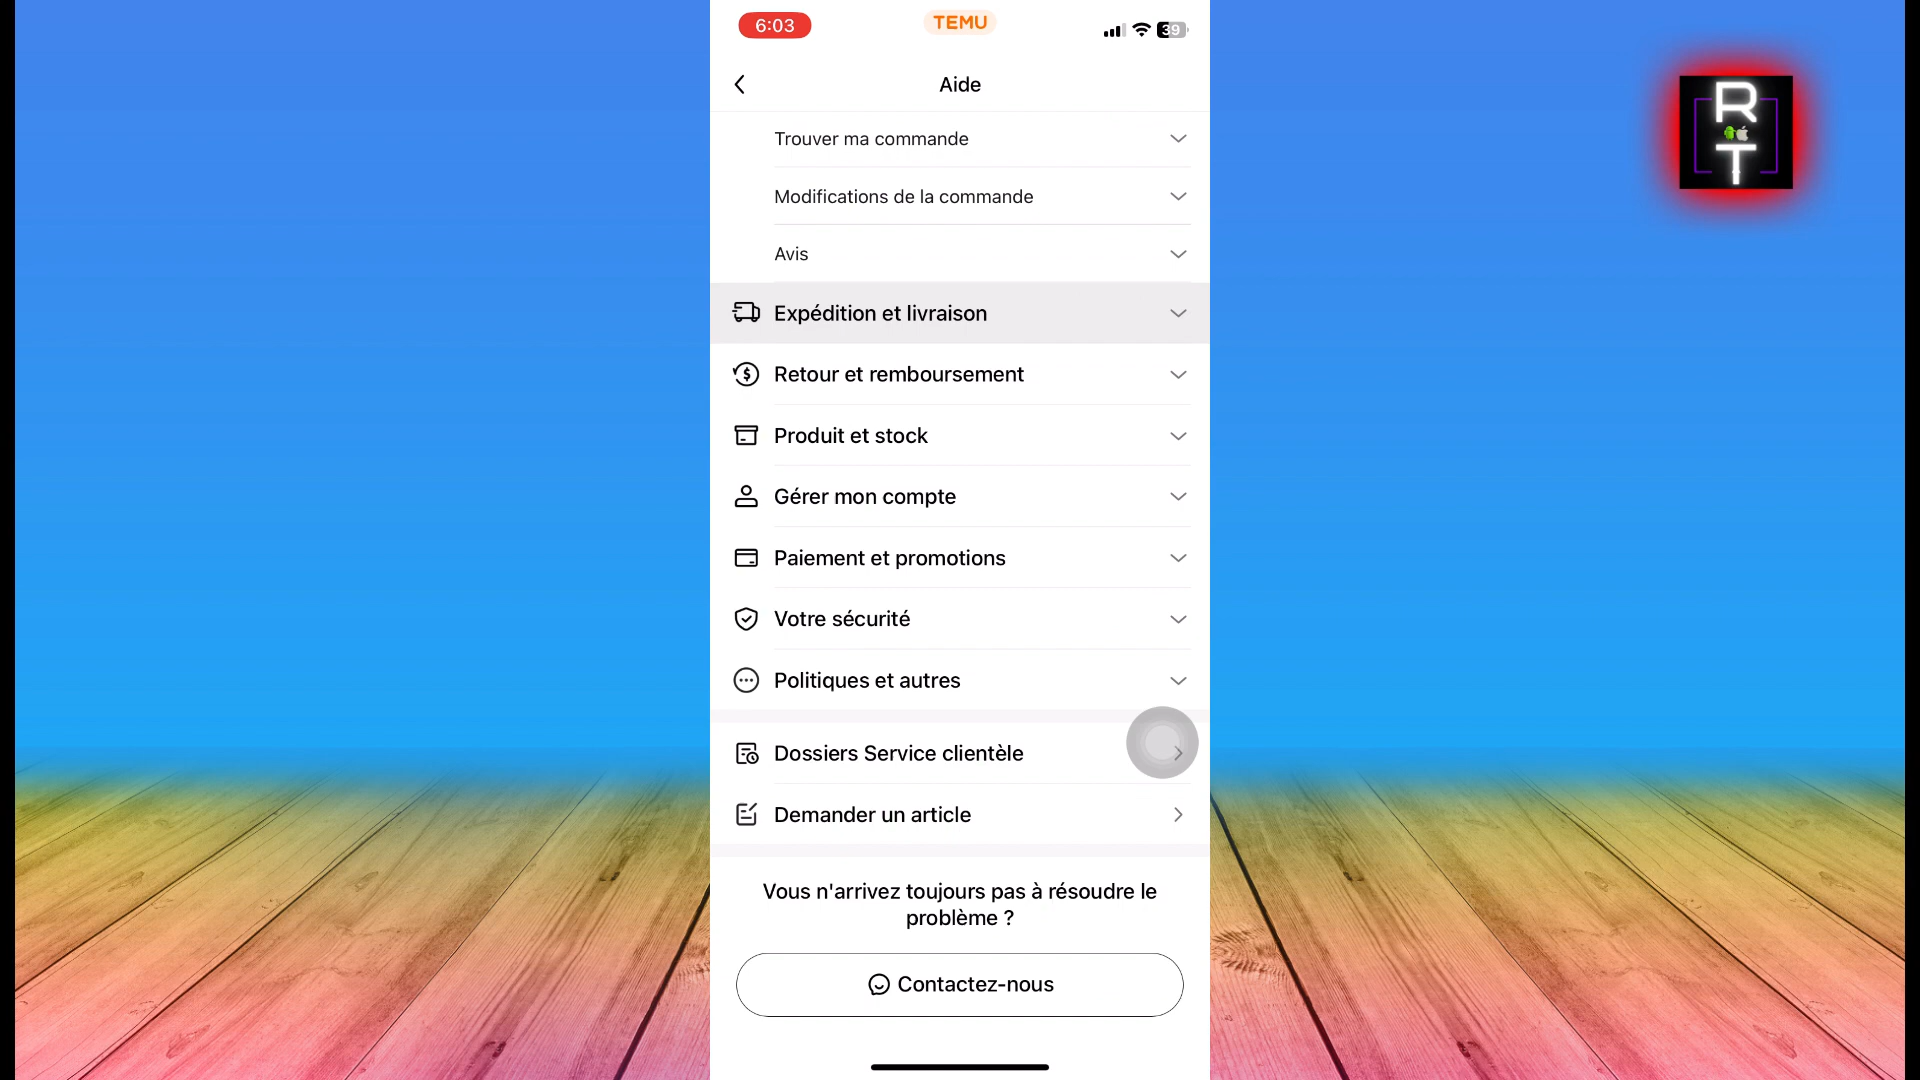 6:03
TEMU
39
Aide
Trouver ma commande
Modifications de la commande
Avis
Expédition et livraison
Retour et remboursement
Produit et stock
Gérer mon compte
Paiement et promotions
Votre sécurité
Politiques et autres
Dossiers Service clientèle
Demander un article
Vous n'arrivez toujours pas à résoudre le
problème ?
Contactez-nous
R
T